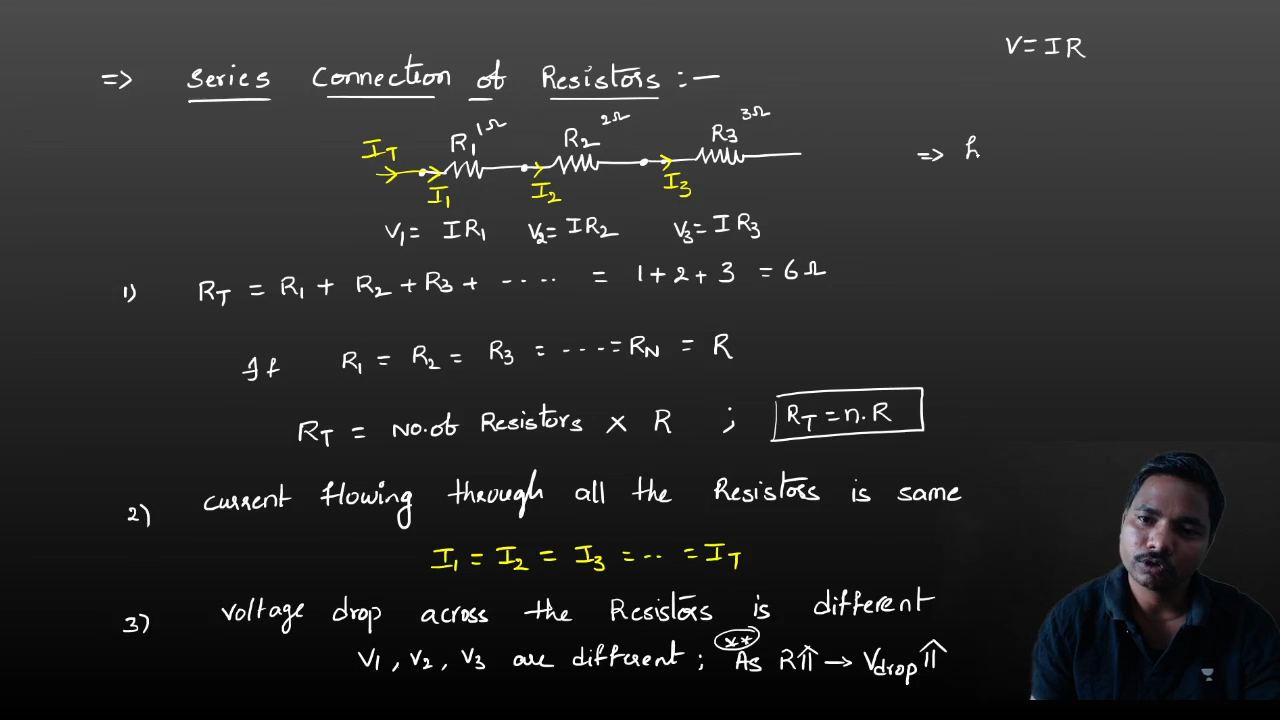 V = IR
=> Series Connection of Resistors :-
R1 1Ω R2 2Ω R3 3Ω
IT
I1 I2 I3
=> h
V1 = IR1 V2 = IR2 V3 = IR3
1) RT = R1 + R2 + R3 + ..... = 1 + 2 + 3 = 6Ω
If R1 = R2 = R3 = ..... = RN = R
RT = No.of Resistors × R ; RT = n.R
2) current flowing through all the Resistors is same
I1 = I2 = I3 = ... = IT
3) voltage drop across the Resistors is different
V1, V2, V3 are different ; ** As R⇑ → Vdrop ⇑